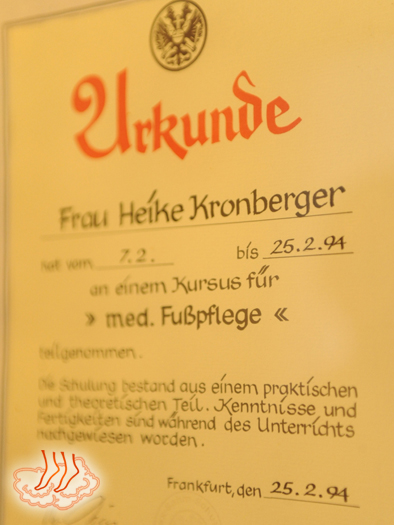 Urkunde
Frau Heike Kronberger
hat vom 7.2. bis 25.2.94
an einem Kursus für
» med. Fußpflege «
teilgenommen.
Die Schulung bestand aus einem praktischen
und theoretischen Teil. Kenntnisse und
Fertigkeiten sind während des Unterrichts
nachgewiesen worden.
Frankfurt, den 25.2.94